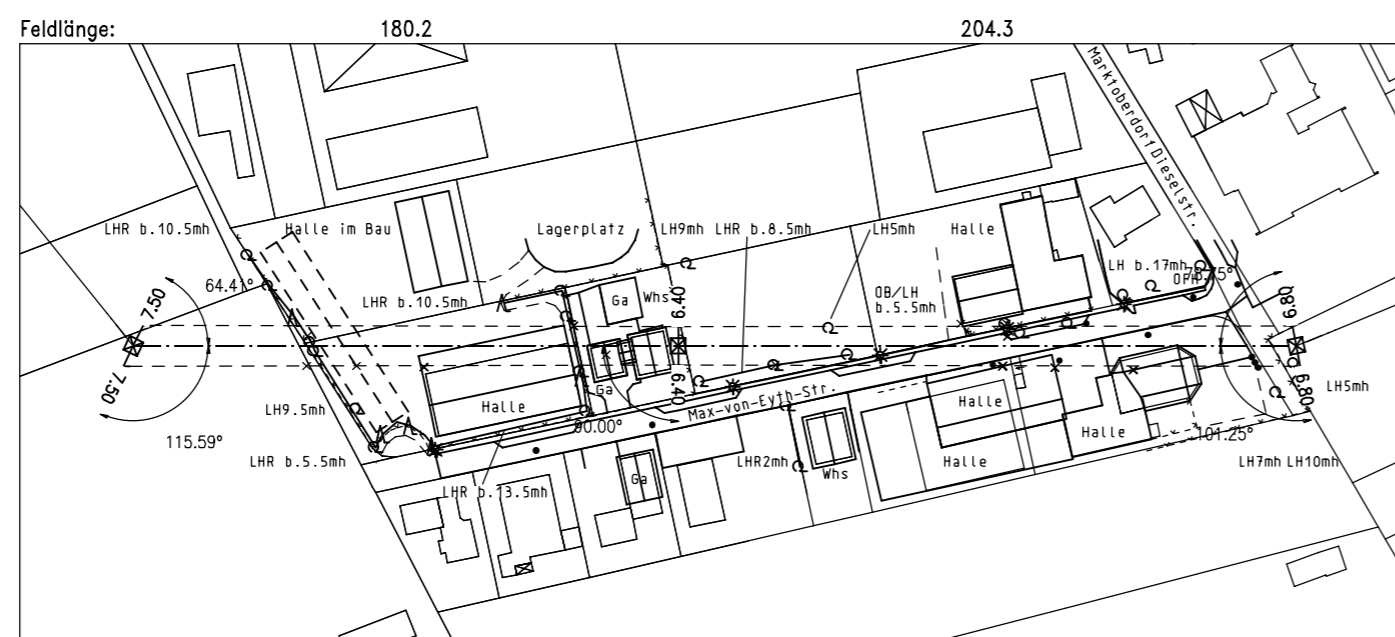 Feldlänge: 180.2 204.3
Marktoberdorf
Dieselstr.
LHR b.10.5mh
Halle im Bau
Lagerplatz
LH9mh
LHR b.8.5mh
LH5mh
Halle
LH b.17mh
78.75°
64.41°
LHR b.10.5mh
Ga
Whs
6.40
OB/LH
b.5.5mh
6.80
7.50
7.50
6.40
6.80
Ga
Halle
Max-von-Eyth-Str.
90.00°
LH9.5mh
115.59°
LHR b.5.5mh
LHR b.13.5mh
Ga
LHR2mh
Whs
Halle
Halle
Halle
101.25°
LH5mh
LH7mh LH10mh